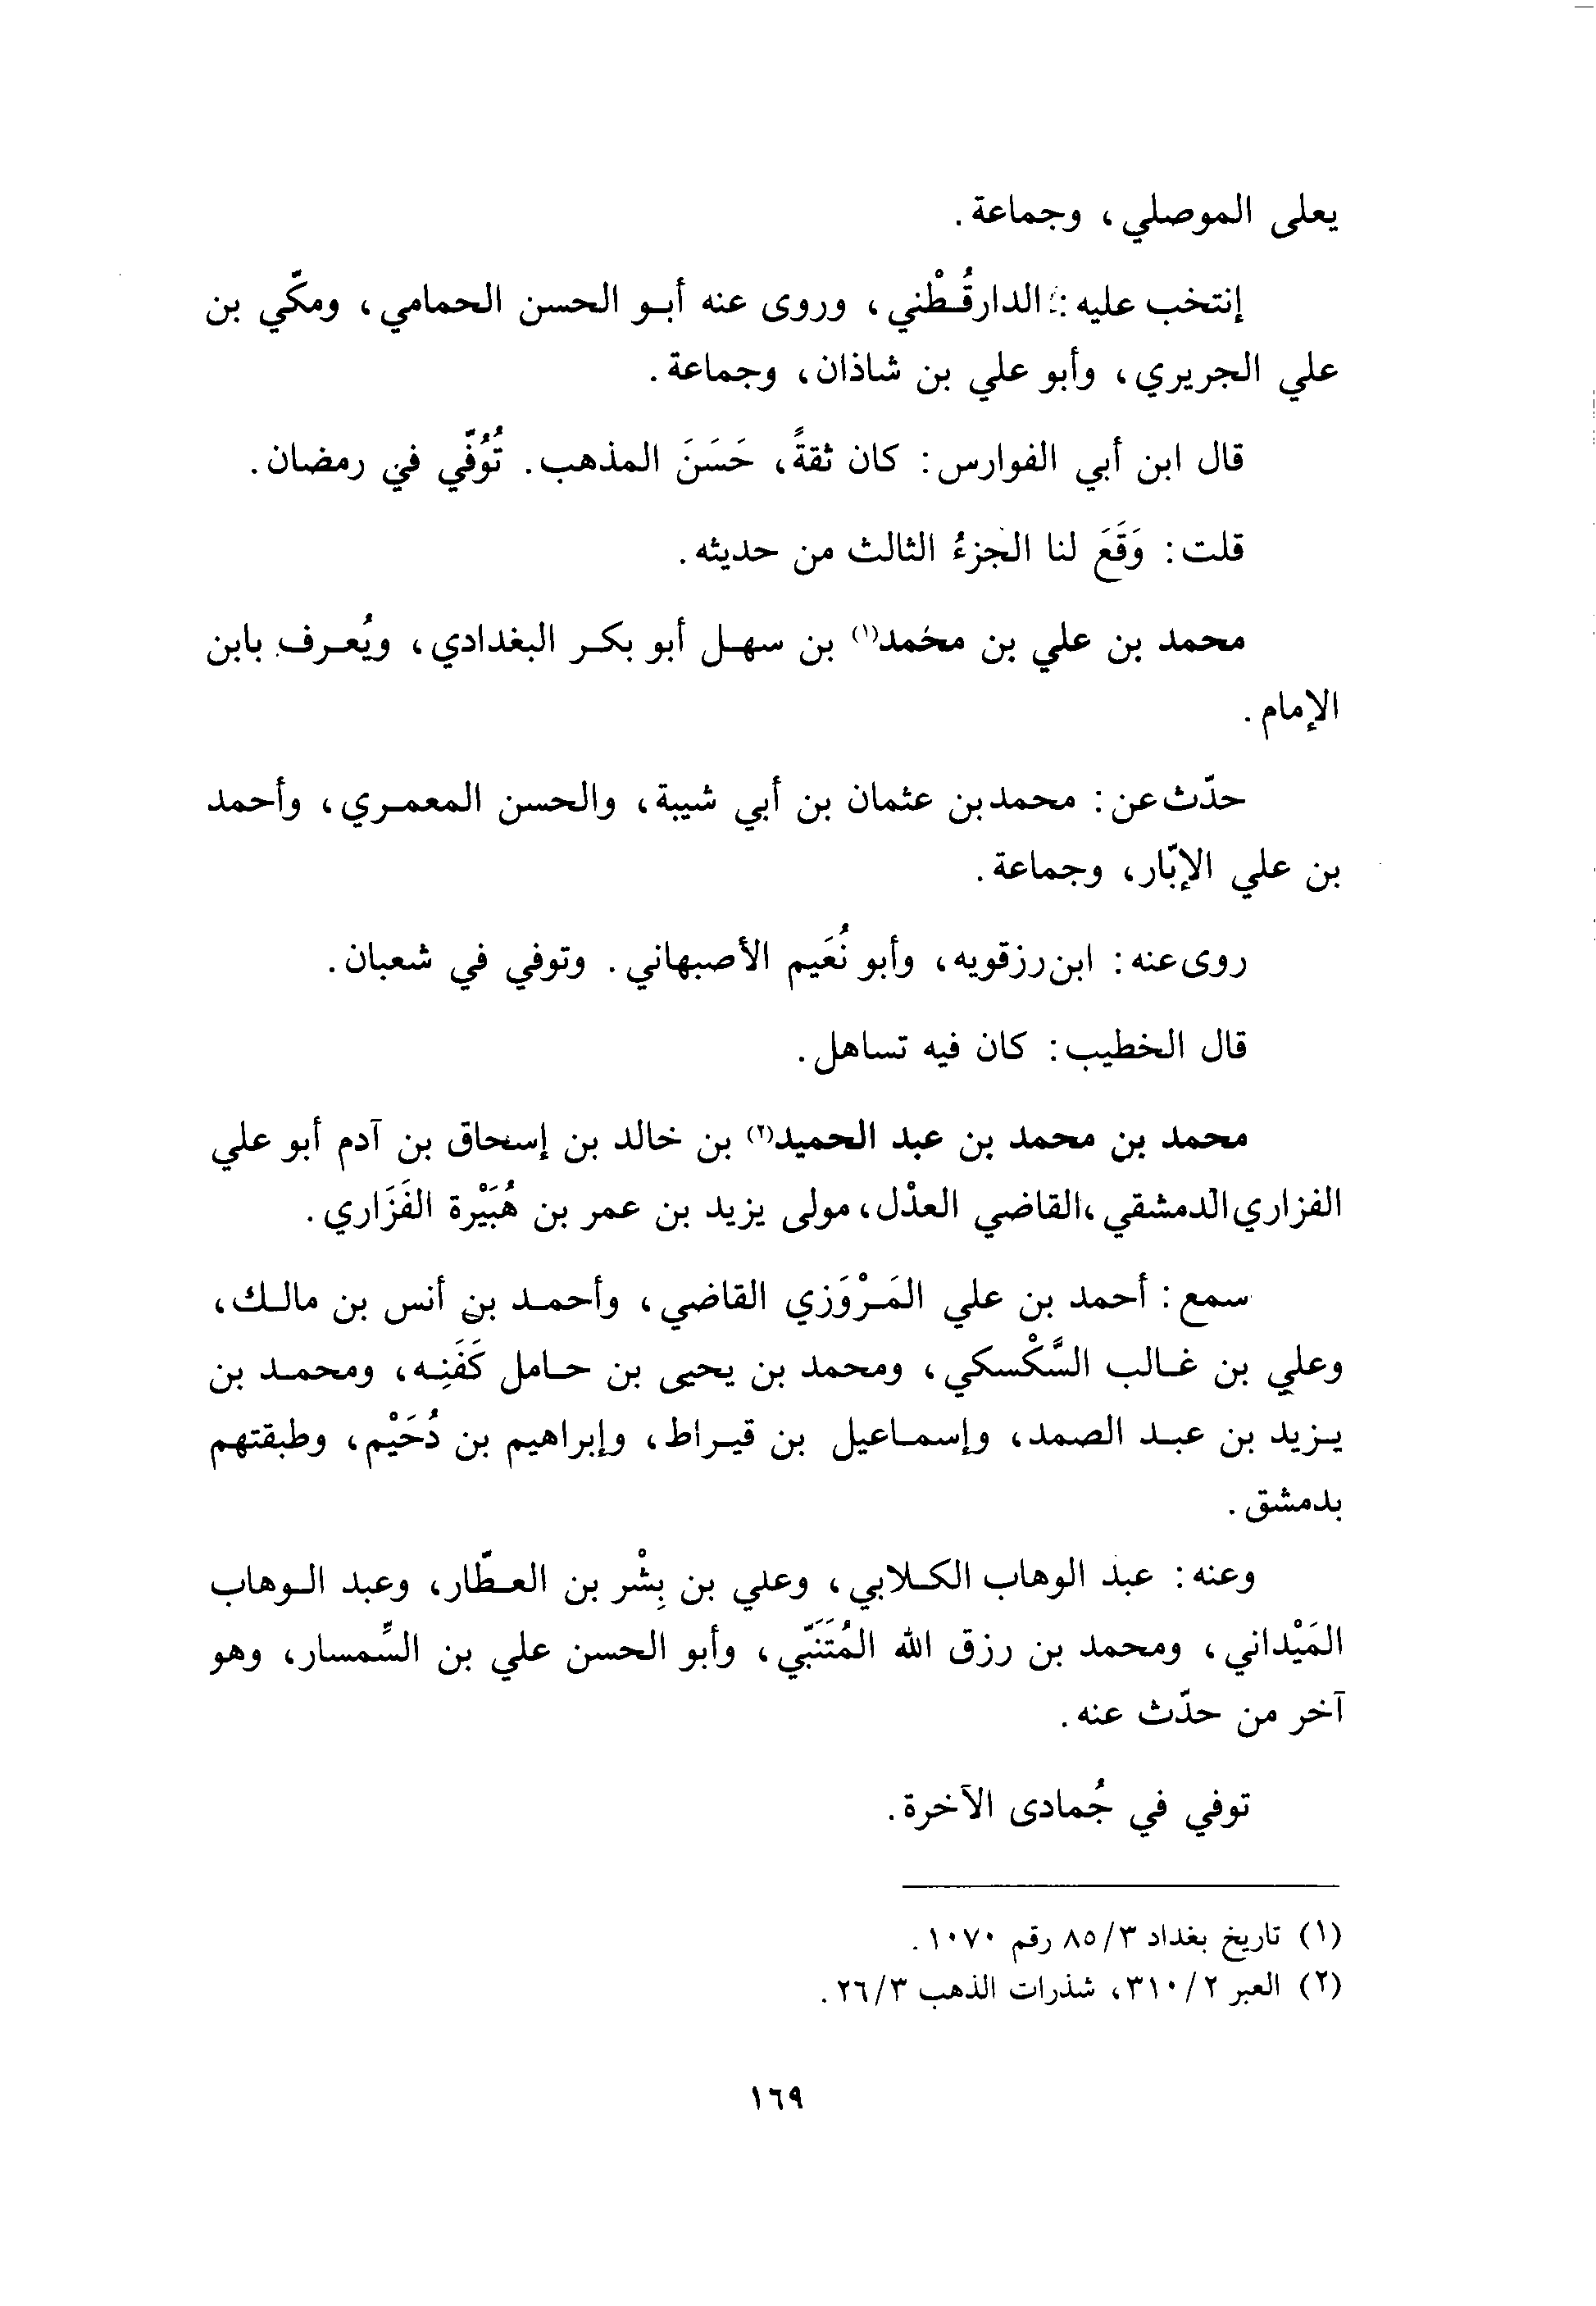 يعلى الموصلي، وجماعة.
إنتخب عليه: الدارقُطْني، وروى عنه أبو الحسن الحمامي، ومكّي بن
علي الجريري، وأبو علي بن شاذان، وجماعة.
قال ابن أبي الفوارس: كان ثقةً، حَسَنَ المذهب. تُوُفّي في رمضان.
قلت: وَقَعَ لنا الجزءُ الثالث من حديثه.
محمد بن علي بن محمد(١) بن سهل أبو بكر البغدادي، ويُعرف بابن
الإمام.
حدّث عن: محمد بن عثمان بن أبي شيبة، والحسن المعمري، وأحمد
بن علي الإبّار، وجماعة.
روى عنه: ابن رزقويه، وأبو نُعَيم الأصبهاني. وتوفي في شعبان.
قال الخطيب: كان فيه تساهل.
محمد بن محمد بن عبد الحميد(٢) بن خالد بن إسحاق بن آدم أبو علي
الفزاري الدمشقي، القاضي العدْل، مولى يزيد بن عمر بن هُبَيْرة الفَزَاري.
سمع: أحمد بن علي المَرْوَزي القاضي، وأحمد بن أنس بن مالك،
وعلي بن غالب السَّكْسكي، ومحمد بن يحيى بن حامل كَفَنِه، ومحمد بن
يزيد بن عبد الصمد، وإسماعيل بن قيراط، وإبراهيم بن دُحَيْم، وطبقتهم
بدمشق.
وعنه: عبد الوهاب الكلابي، وعلي بن بِشْر بن العطّار، وعبد الوهاب
المَيْداني، ومحمد بن رزق الله المُتَنَبّي، وأبو الحسن علي بن السِّمسار، وهو
آخر من حدّث عنه.
توفي في جُمادى الآخرة.
(١) تاريخ بغداد ٣/ ٨٥ رقم ١٠٧٠.
(٢) العبر ٢/ ٣١٠، شذرات الذهب ٣/ ٢٦.
١٦٩